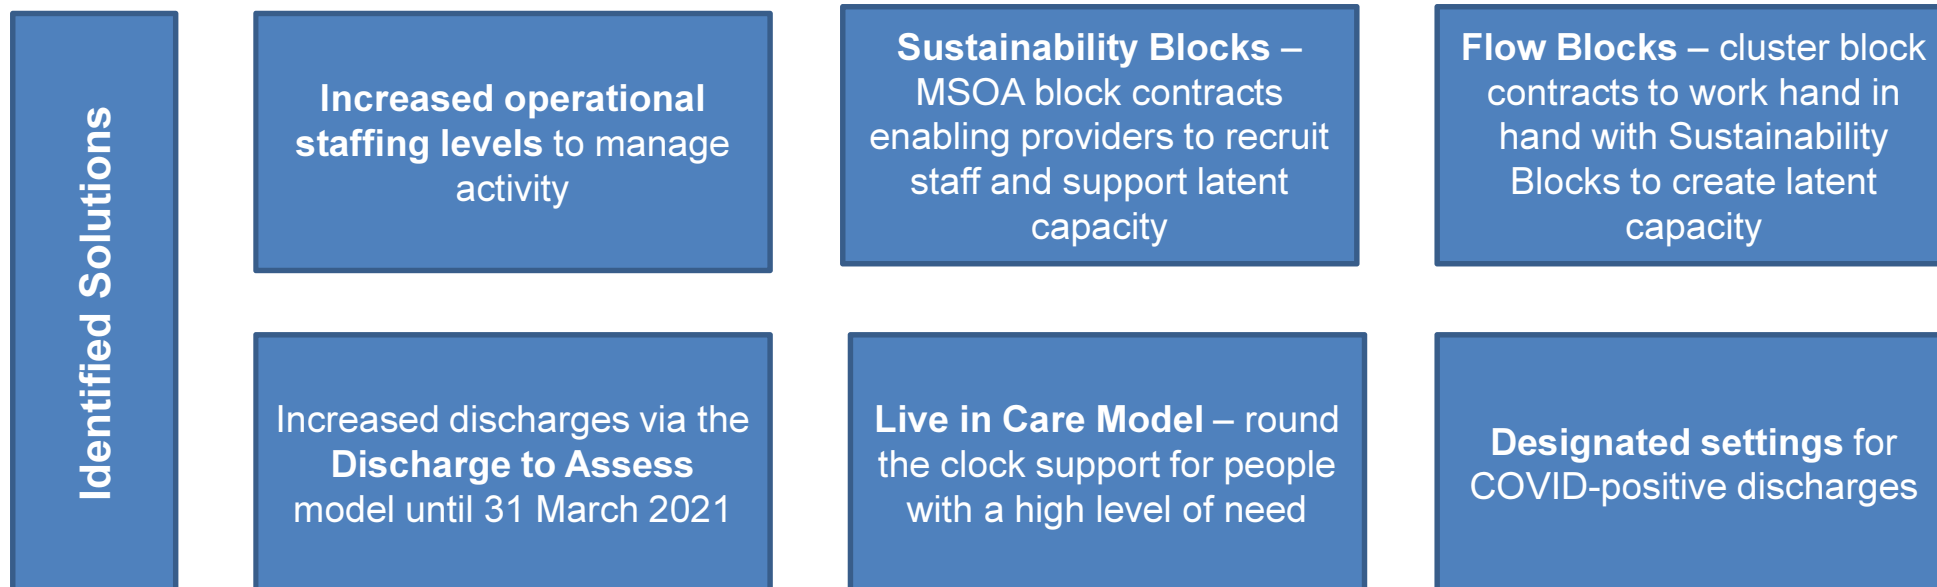 Identified Solutions
Increased operational
staffing levels to manage
activity
Sustainability Blocks –
MSOA block contracts
enabling providers to recruit
staff and support latent
capacity
Flow Blocks – cluster block
contracts to work hand in
hand with Sustainability
Blocks to create latent
capacity
Increased discharges via the
Discharge to Assess
model until 31 March 2021
Live in Care Model – round
the clock support for people
with a high level of need
Designated settings for
COVID-positive discharges